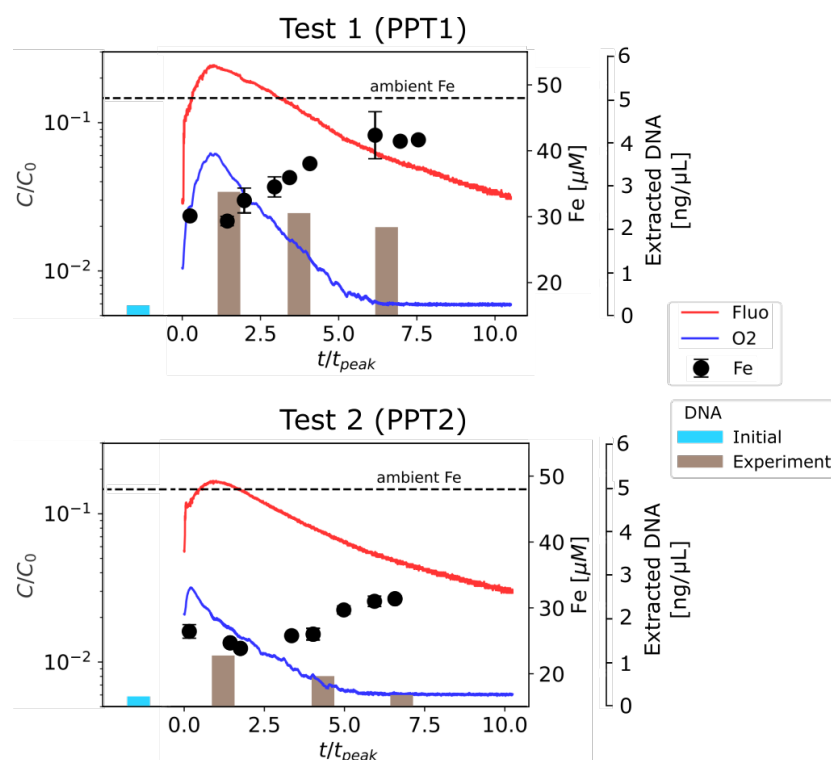 Test 1 (PPT1)
C/C0
10−1
10−2
ambient Fe
0.0 2.5 5.0 7.5 10.0
t/tpeak
50
40
30
20
Fe [μM]
6
5
4
3
2
1
0
Extracted DNA
[ng/μL]
Fluo
O2
Fe
DNA
Initial
Experiment
Test 2 (PPT2)
C/C0
10−1
10−2
ambient Fe
0.0 2.5 5.0 7.5 10.0
t/tpeak
50
40
30
20
Fe [μM]
6
5
4
3
2
1
0
Extracted DNA
[ng/μL]